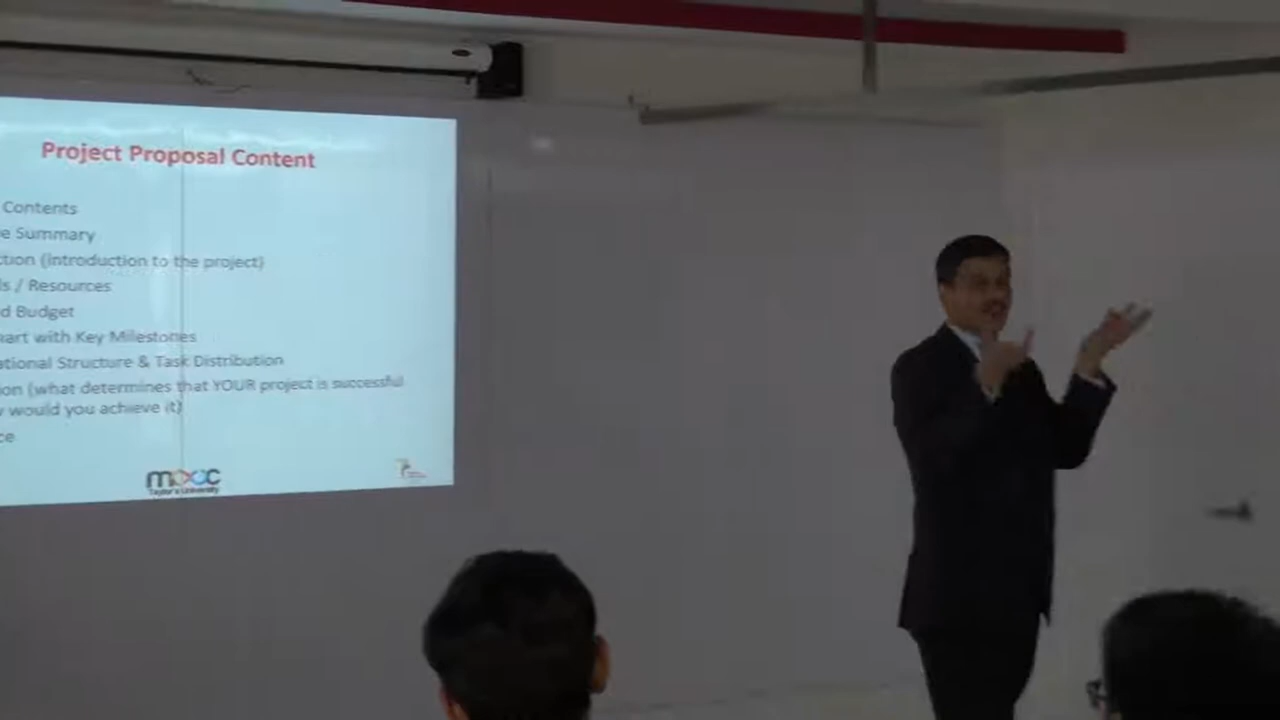 Project Proposal Content
Contents
e Summary
ction (Introduction to the project)
ls / Resources
d Budget
hart with Key Milestones
ational Structure & Task Distribution
ion (what determines that YOUR project is successful
w would you achieve it)
ce
mooc
Taylor's University